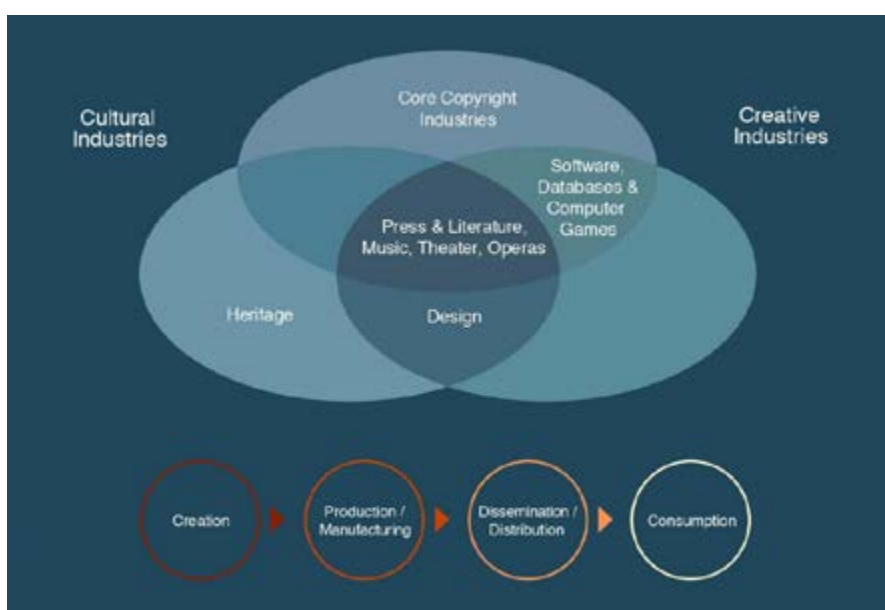 Core Copyright
Industries
Cultural
Industries
Creative
Industries
Software,
Databases &
Computer
Games
Press & Literature,
Music, Theater, Operas
Heritage
Design
Creation
Production /
Manufacturing
Dissemination /
Distribution
Consumption